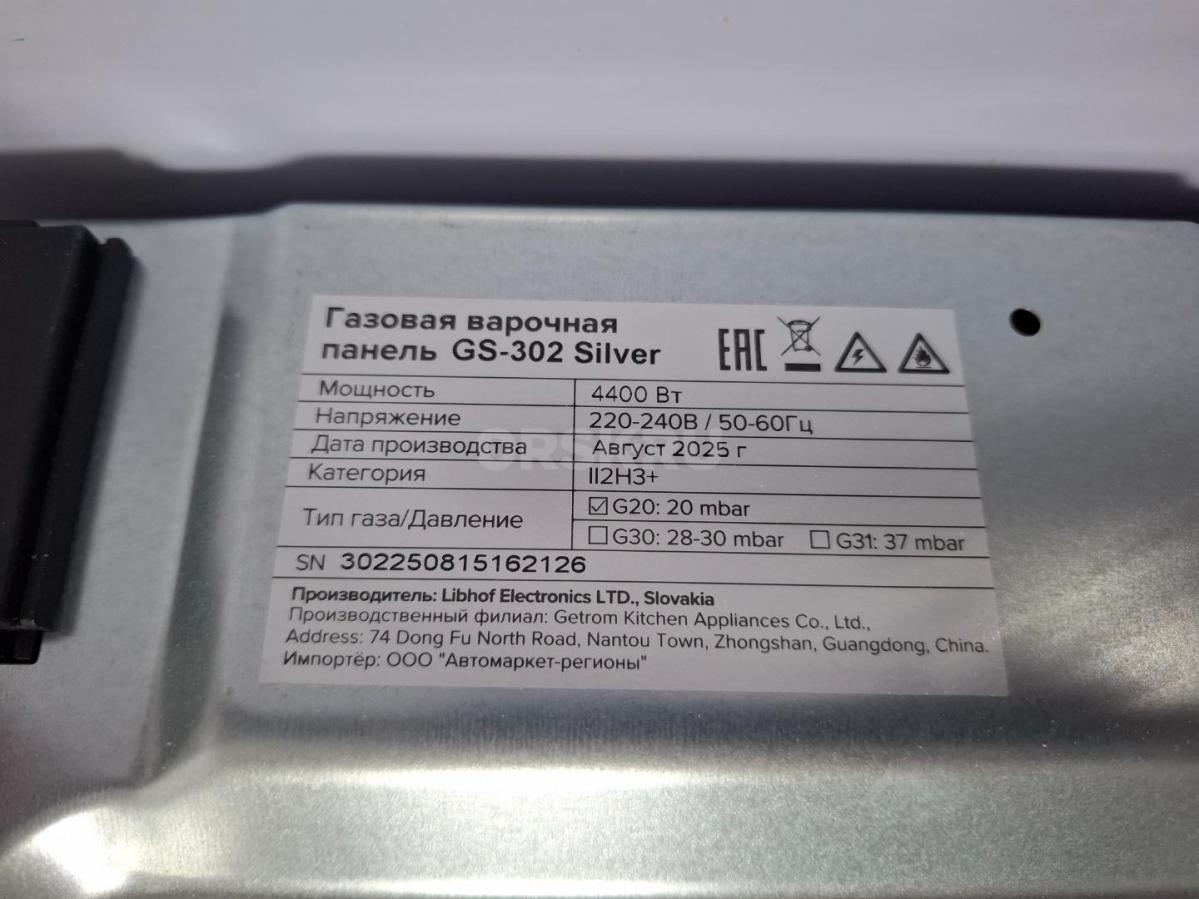 Газовая варочная
панель GS-302 Silver
EAC
Мощность 4400 Вт
Напряжение 220-240В / 50-60Гц
Дата производства Август 2025 г
Категория II2H3+
Тип газа/Давление
G20: 20 mbar
G30: 28-30 mbar G31: 37 mbar
SN 302250815162126
Производитель: Libhof Electronics LTD., Slovakia
Производственный филиал: Getrom Kitchen Appliances Co., Ltd.,
Address: 74 Dong Fu North Road, Nantou Town, Zhongshan, Guangdong, China.
Импортёр: ООО "Автомаркет-регионы"
ORSK.RU